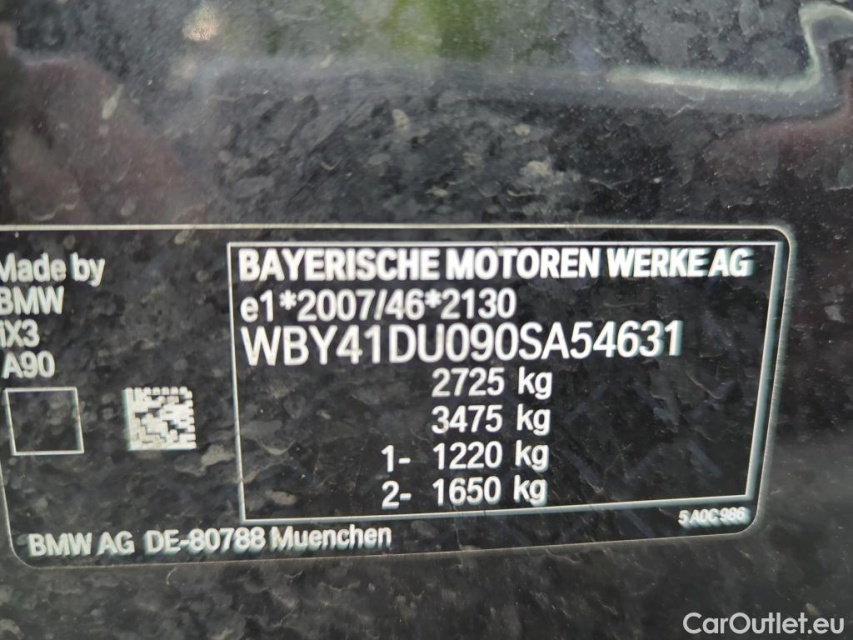 Made by
BMW
iX3
A90
BAYERISCHE MOTOREN WERKE AG
e1*2007/46*2130
WBY41DU090SA54631
2725 kg
3475 kg
1- 1220 kg
2- 1650 kg
5A0C986
BMW AG DE-80788 Muenchen
CarOutlet.eu